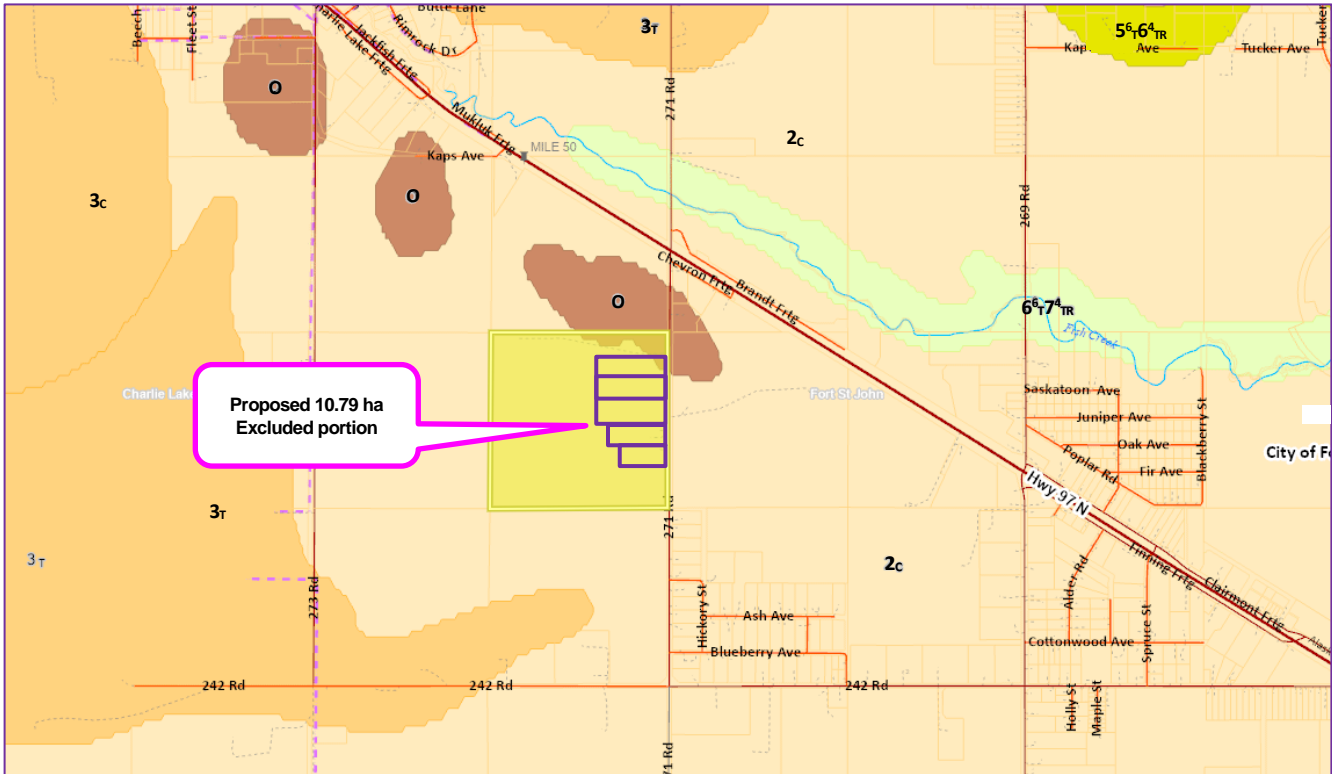 Beech
Fleet St
Charlie Lake Frtg
Jackfish Frtg
Rimrock Dr
Butte Lane
3T
271 Rd
5⁶T6⁴TR
Ave
Tucker Ave
Tucker
O
Mukluk Frtg
MILE 50
Kaps Ave
2C
3C
O
269 Rd
Chevron Frtg
Brandt Frtg
O
6⁶T7⁴TR
Fish Creek
Proposed 10.79 ha
Excluded portion
Charlie Lake
Fort St John
Saskatoon Ave
Juniper Ave
Oak Ave
Poplar Rd
Fir Ave
Blackberry St
City of F
Hwy 97 N
3T
3T
271 Rd
2C
273 Rd
Hickory St
Ash Ave
Blueberry Ave
Alder Rd
Finning Frtg
Clairmont Frtg
Cottonwood Ave
Spruce St
242 Rd
242 Rd
242 Rd
Holly St
Maple St
71 Rd